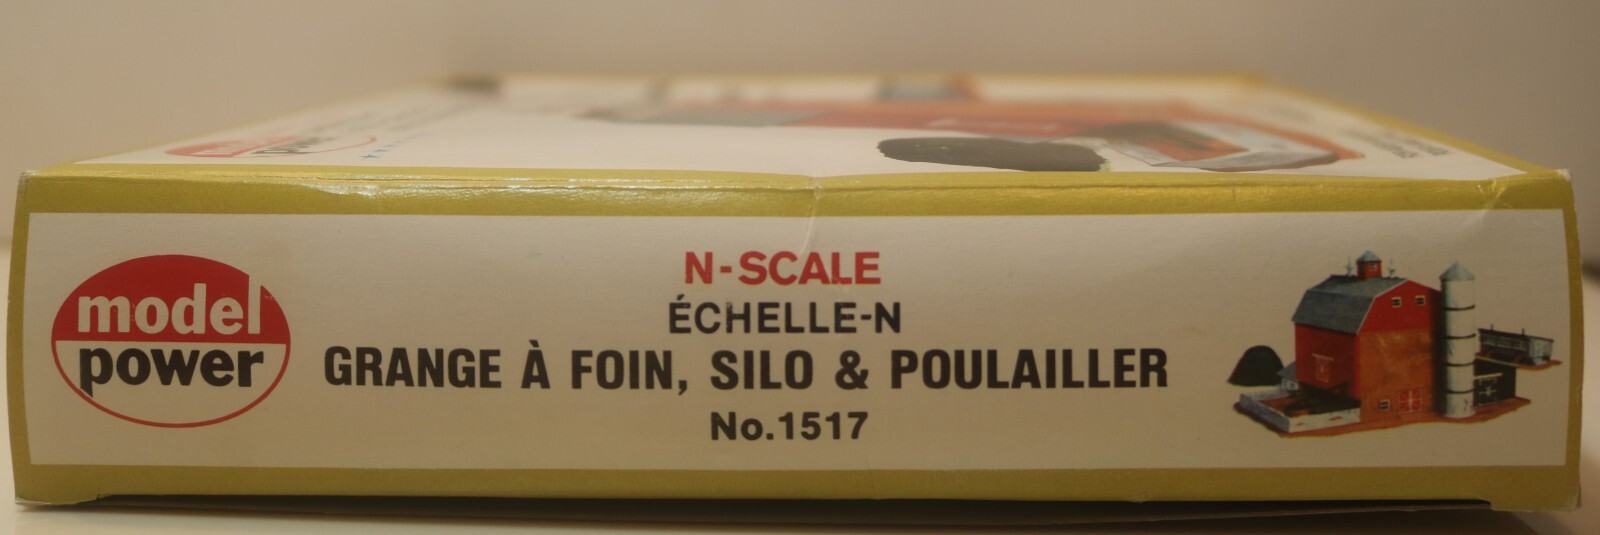 model
power
N-SCALE
ÉCHELLE-N
GRANGE À FOIN, SILO & POULAILLER
No.1517